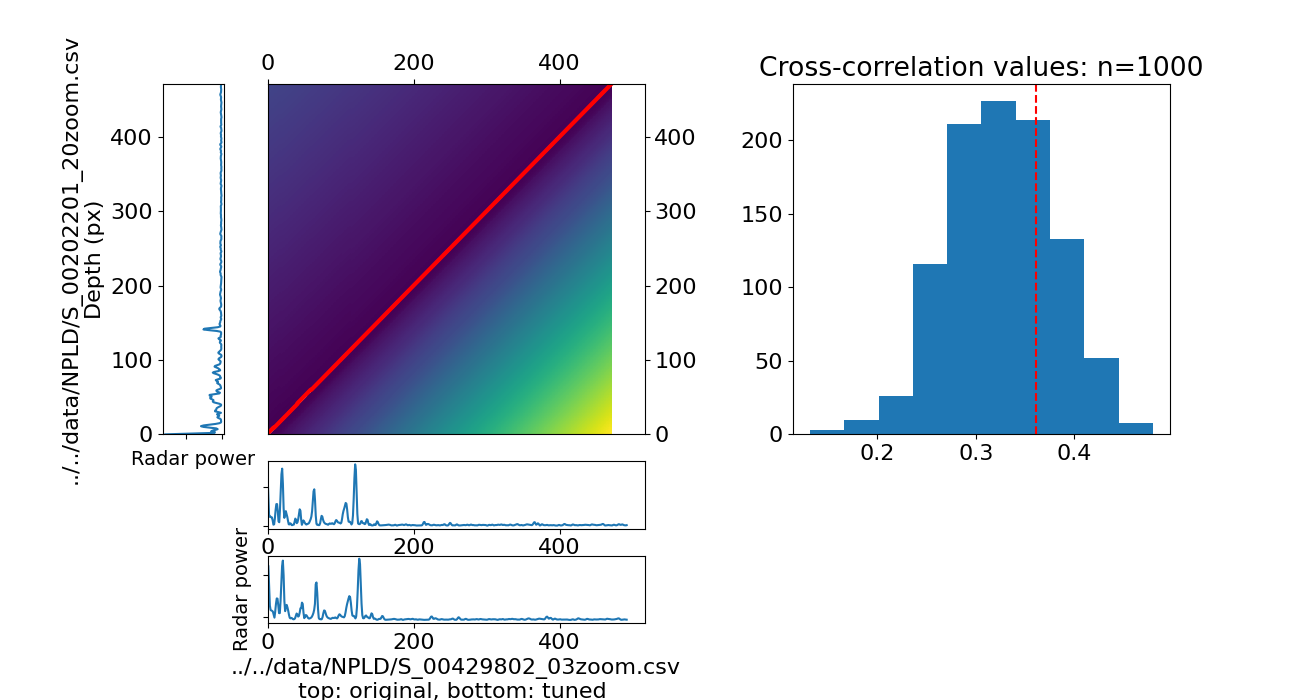 Cross-correlation values: n=1000
0 200 400
../../data/NPLD/S_00202201_20zoom.csv
Depth (px)
400
300
200
100
0
Radar power
400
300
200
100
0
200
150
100
50
0
0.2 0.3 0.4
0 200 400
Radar power
0 200 400
../../data/NPLD/S_00429802_03zoom.csv
top: original, bottom: tuned